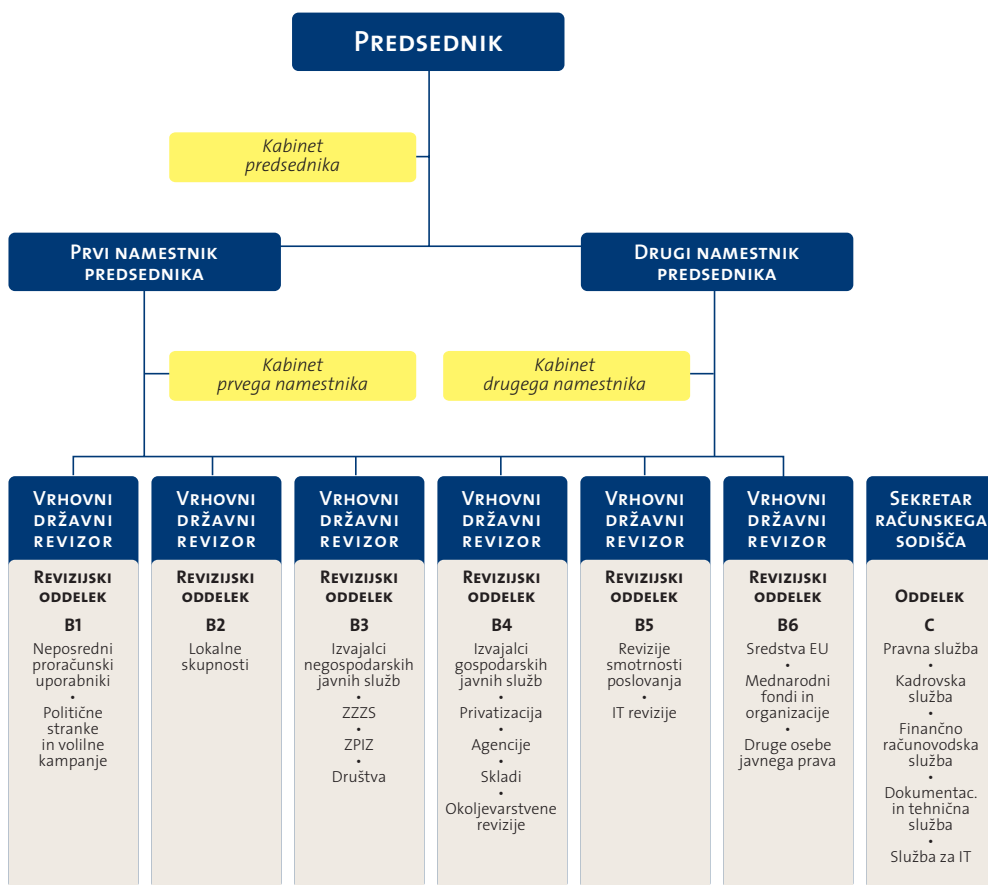 PREDSEDNIK
Kabinet
predsednika
PRVI NAMESTNIK
PREDSEDNIKA
DRUGI NAMESTNIK
PREDSEDNIKA
Kabinet
prvega namestnika
Kabinet
drugega namestnika
VRHOVNI
DRŽAVNI
REVIZOR
REVIZIJSKI
ODDELEK
B1
Neposredni
proračunski
uporabniki
•
Politične
stranke
in volilne
kampanje
VRHOVNI
DRŽAVNI
REVIZOR
REVIZIJSKI
ODDELEK
B2
Lokalne
skupnosti
VRHOVNI
DRŽAVNI
REVIZOR
REVIZIJSKI
ODDELEK
B3
Izvajalci
negospodarskih
javnih služb
•
ZZZS
•
ZPIZ
•
Društva
VRHOVNI
DRŽAVNI
REVIZOR
REVIZIJSKI
ODDELEK
B4
Izvajalci
gospodarskih
javnih služb
•
Privatizacija
•
Agencije
•
Skladi
•
Okoljevarstvene
revizije
VRHOVNI
DRŽAVNI
REVIZOR
REVIZIJSKI
ODDELEK
B5
Revizije
smotrnosti
poslovanja
•
IT revizije
VRHOVNI
DRŽAVNI
REVIZOR
REVIZIJSKI
ODDELEK
B6
Sredstva EU
•
Mednarodni
fondi in
organizacije
•
Druge osebe
javnega prava
SEKRETAR
RAČUNSKEGA
SODIŠČA
ODDELEK
C
Pravna služba
•
Kadrovska
služba
•
Finančno
računovodska
služba
•
Dokumentac.
in tehnična
služba
•
Služba za IT